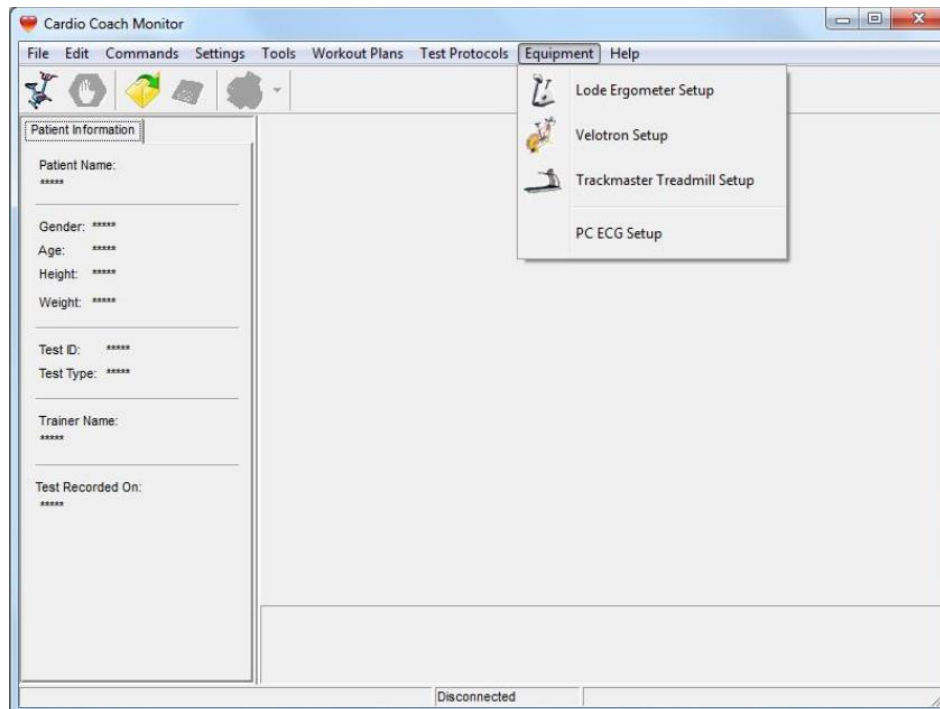 Cardio Coach Monitor
File Edit Commands Settings Tools Workout Plans Test Protocols Equipment Help
Lode Ergometer Setup
Velotron Setup
Trackmaster Treadmill Setup
PC ECG Setup
Patient Information
Patient Name:
*****
Gender: *****
Age: *****
Height: *****
Weight: *****
Test ID: *****
Test Type: *****
Trainer Name:
*****
Test Recorded On:
*****
Disconnected